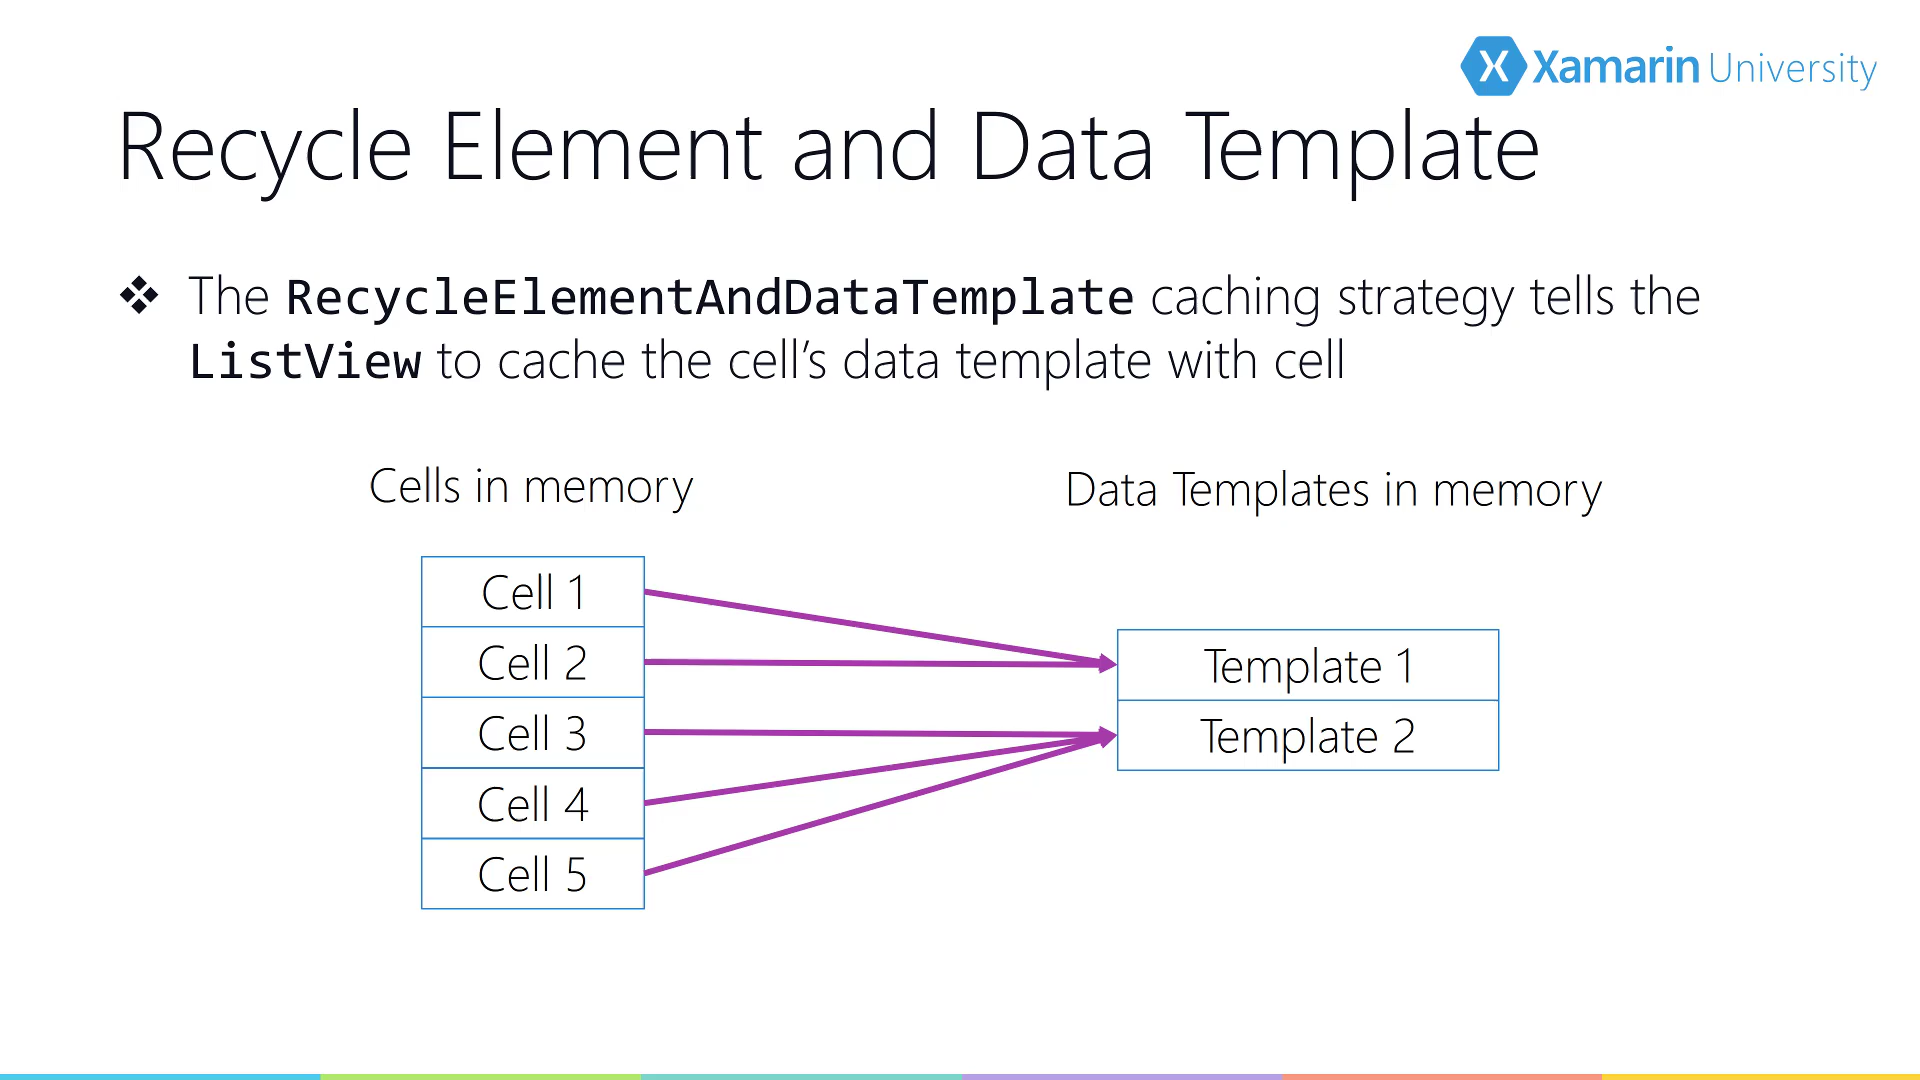 Xamarin University
Recycle Element and Data Template
❖ The RecycleElementAndDataTemplate caching strategy tells the
ListView to cache the cell’s data template with cell
Cells in memory
Data Templates in memory
Cell 1
Cell 2
Cell 3
Cell 4
Cell 5
Template 1
Template 2